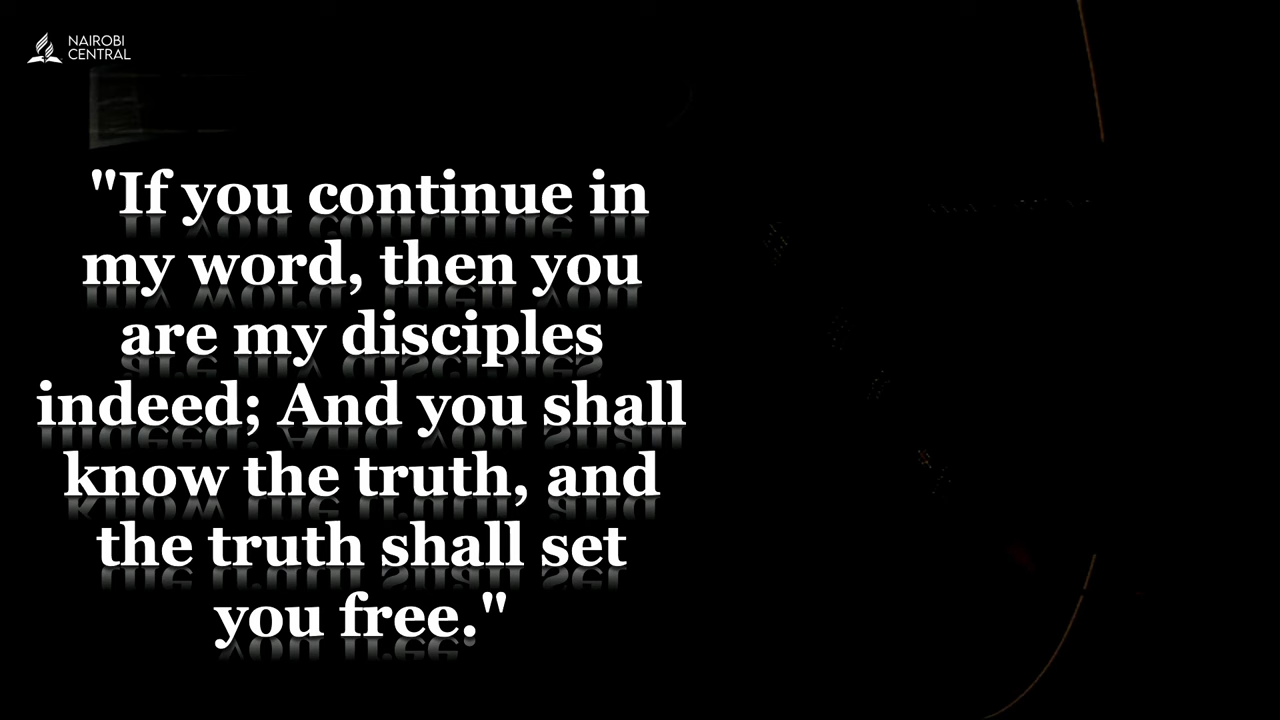 NAIROBI
CENTRAL
"If you continue in
my word, then you
are my disciples
indeed; And you shall
know the truth, and
the truth shall set
you free."